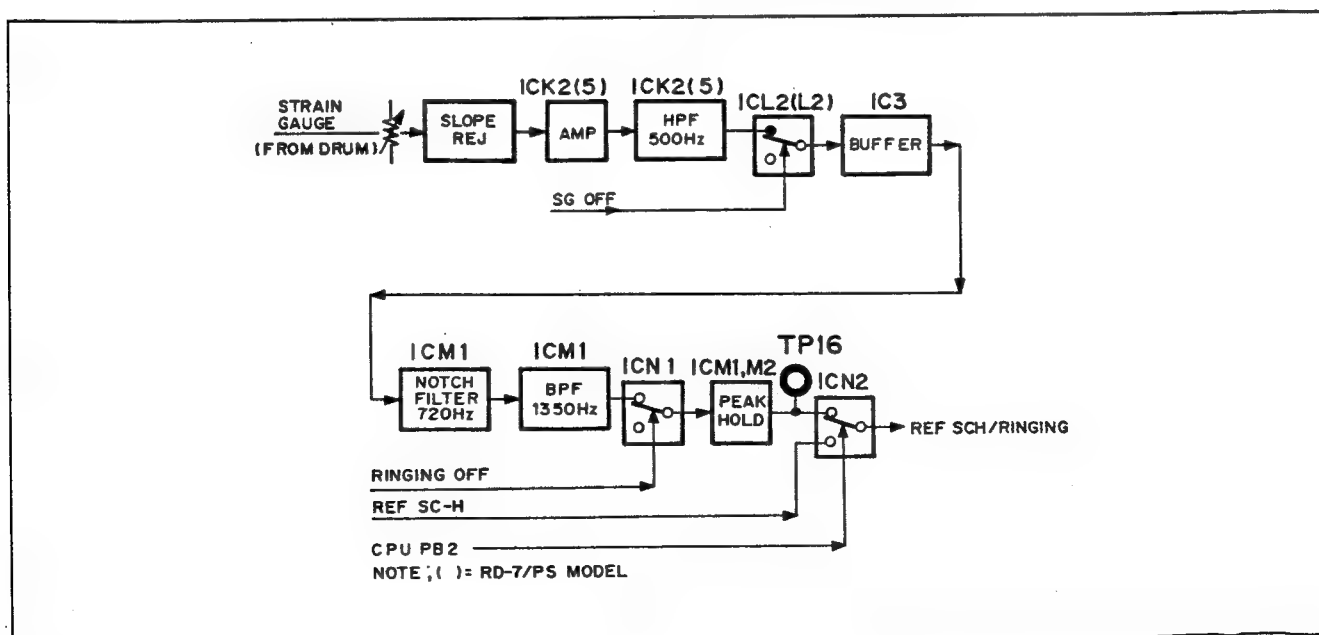 ICK2(5) ICK2(5) ICL2(L2) IC3
STRAIN
GAUGE
(FROM DRUM)
SLOPE
REJ
AMP
HPF
500Hz
BUFFER
SG OFF
ICM1 ICM1 ICN1 ICM1,M2 TP16 ICN2
NOTCH
FILTER
720Hz
BPF
1350Hz
PEAK
HOLD
REF SCH/RINGING
RINGING OFF
REF SC-H
CPU PB2
NOTE;( )= RD-7/PS MODEL